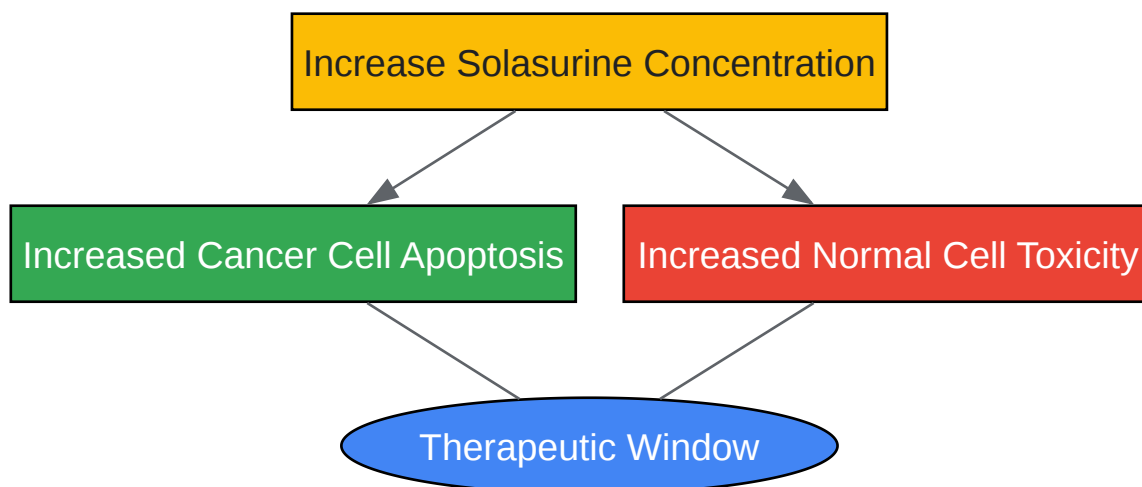 Increase Solasurine Concentration
Increased Cancer Cell Apoptosis
Increased Normal Cell Toxicity
Therapeutic Window